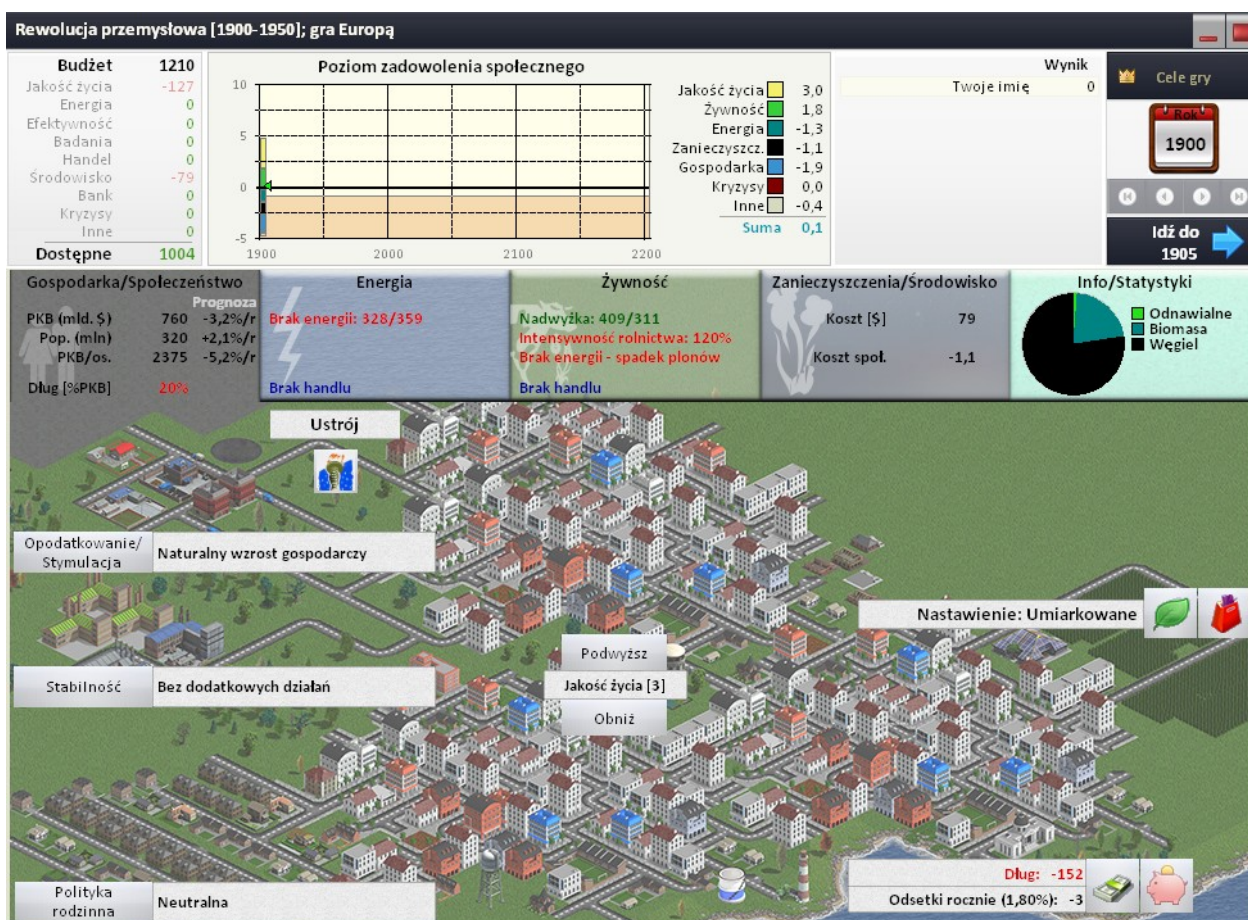 Rewolucja przemysłowa [1900-1950]; gra Europą
Budżet 1210
Jakość życia -127
Energia 0
Efektywność 0
Badania 0
Handel 0
Środowisko -79
Bank 0
Kryzysy 0
Inne 0
Dostępne 1004
Poziom zadowolenia społecznego
10
5
0
-5
1900 2000 2100 2200
Jakość życia 3,0
Żywność 1,8
Energia -1,3
Zanieczyszcz. -1,1
Gospodarka -1,9
Kryzysy 0,0
Inne -0,4
Suma 0,1
Wynik
Twoje imię 0
Cele gry
Rok
1900
Idź do
1905
Gospodarka/Społeczeństwo
Prognoza
PKB (mld. $) 760 -3,2%/r
Pop. (mln) 320 +2,1%/r
PKB/os. 2375 -5,2%/r
Dług [%PKB] 20%
Energia
Brak energii: 328/359
Brak handlu
Żywność
Nadwyżka: 409/311
Intensywność rolnictwa: 120%
Brak energii - spadek plonów
Brak handlu
Zanieczyszczenia/Środowisko
Koszt [$] 79
Koszt społ. -1,1
Info/Statystyki
Odnawialne
Biomasa
Węgiel
Ustrój
Opodatkowanie/
Stymulacja
Naturalny wzrost gospodarczy
Nastawienie: Umiarkowane
Podwyższ
Stabilność
Bez dodatkowych działań
Jakość życia [3]
Obniż
Dług: -152
Odsetki rocznie (1,80%): -3
Polityka
rodzinna
Neutralna